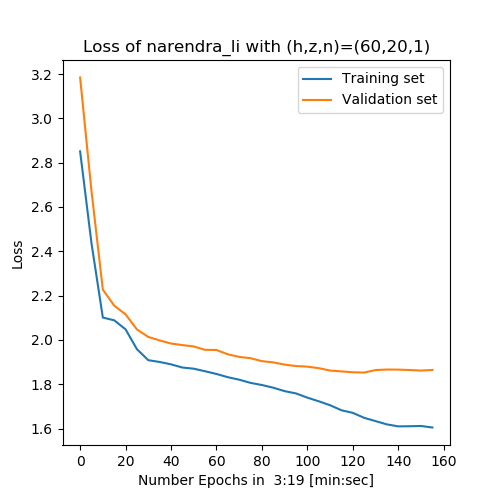 Loss of narendra_li with (h,z,n)=(60,20,1)
Training set
Validation set
3.2
3.0
2.8
2.6
2.4
2.2
2.0
1.8
1.6
Loss
0 20 40 60 80 100 120 140 160
Number Epochs in  3:19 [min:sec]